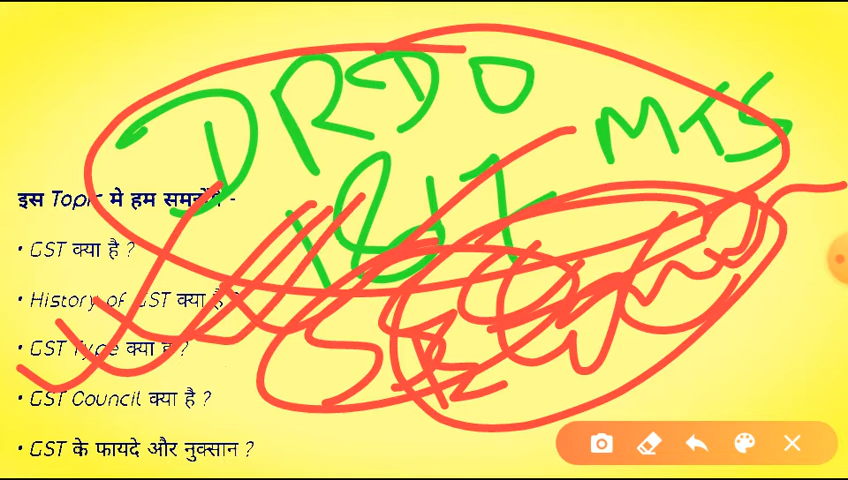 DRDO
MTS
इस Topic मे हम समझेंगे -
• GST क्या है ?
• History of GST क्या है ?
• GST Type क्या है ?
• GST Council क्या है ?
• GST के फायदे और नुक्सान ?